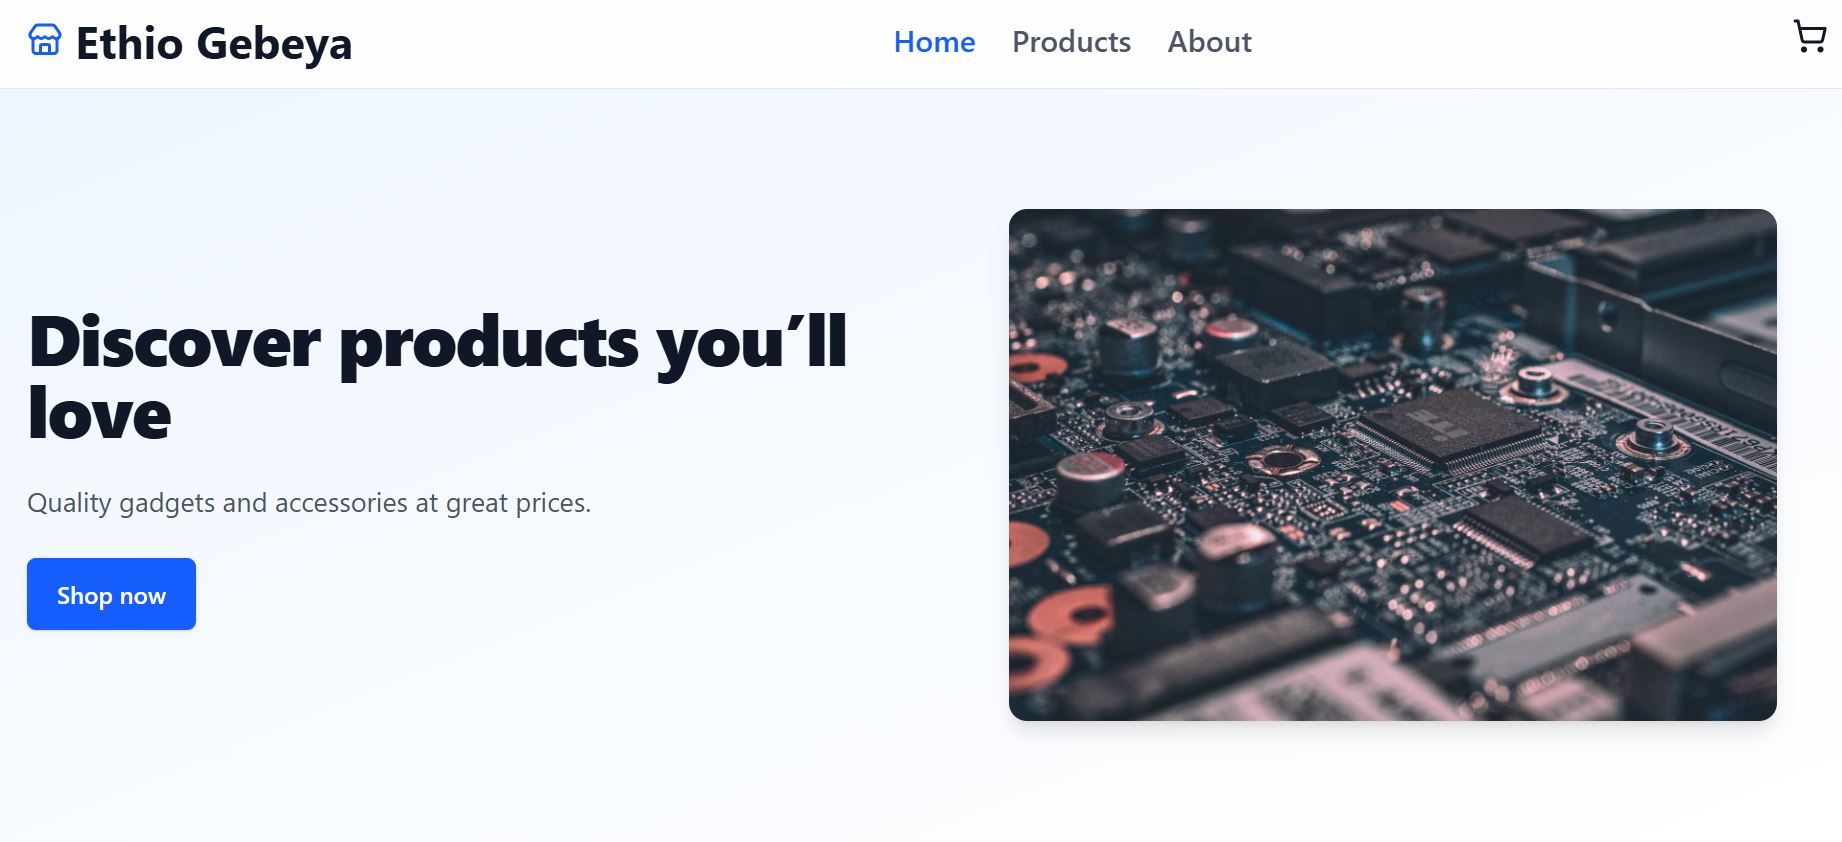 Ethio Gebeya
Home Products About
Discover products you’ll
love
Quality gadgets and accessories at great prices.
Shop now